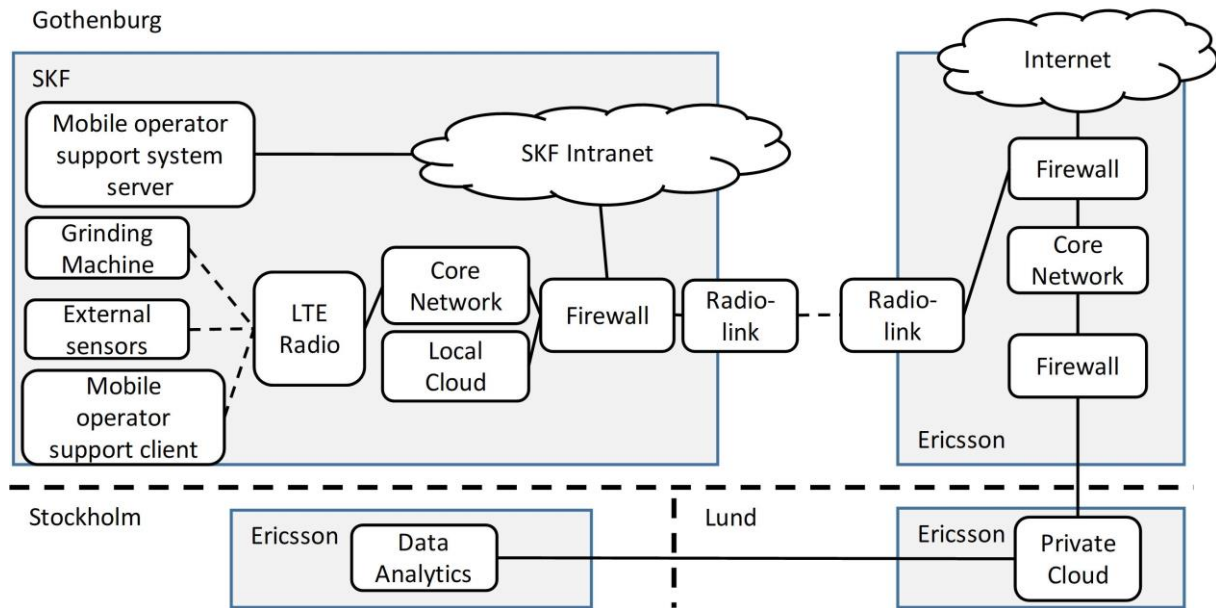 Gothenburg
SKF
Mobile operator
support system
server
SKF Intranet
Grinding
Machine
External
sensors
Mobile
operator
support client
LTE
Radio
Core
Network
Local
Cloud
Firewall
Radio-
link
Radio-
link
Internet
Firewall
Core
Network
Firewall
Ericsson
Stockholm
Ericsson
Data
Analytics
Lund
Ericsson
Private
Cloud